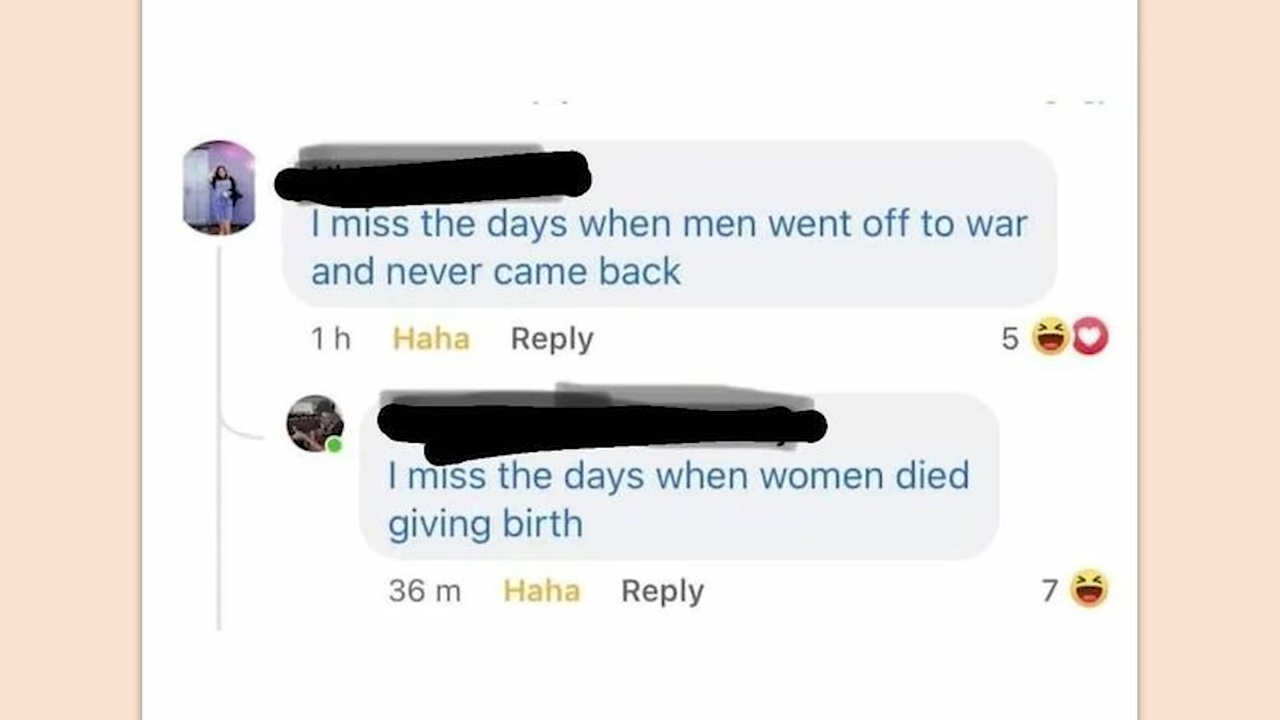 I miss the days when men went off to war
and never came back
1 h Haha Reply 5
I miss the days when women died
giving birth
36 m Haha Reply 7